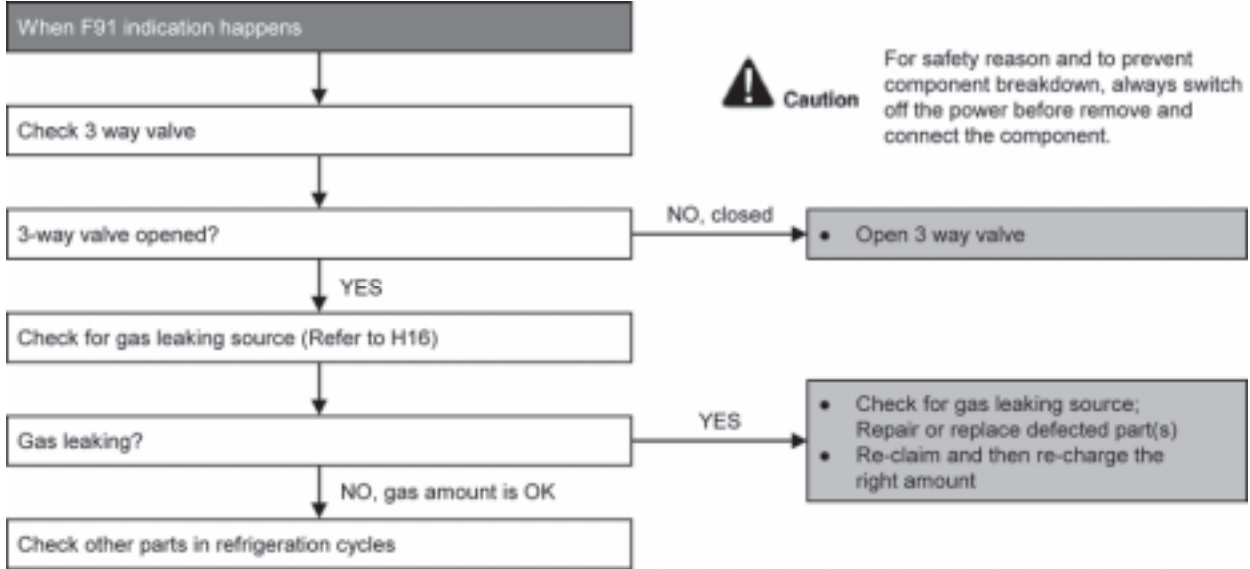 When F91 indication happens
Caution
For safety reason and to prevent
component breakdown, always switch
off the power before remove and
connect the component.
Check 3 way valve
3-way valve opened?
NO, closed
• Open 3 way valve
YES
Check for gas leaking source (Refer to H16)
Gas leaking?
YES
• Check for gas leaking source;
Repair or replace defected part(s)
• Re-claim and then re-charge the
right amount
NO, gas amount is OK
Check other parts in refrigeration cycles